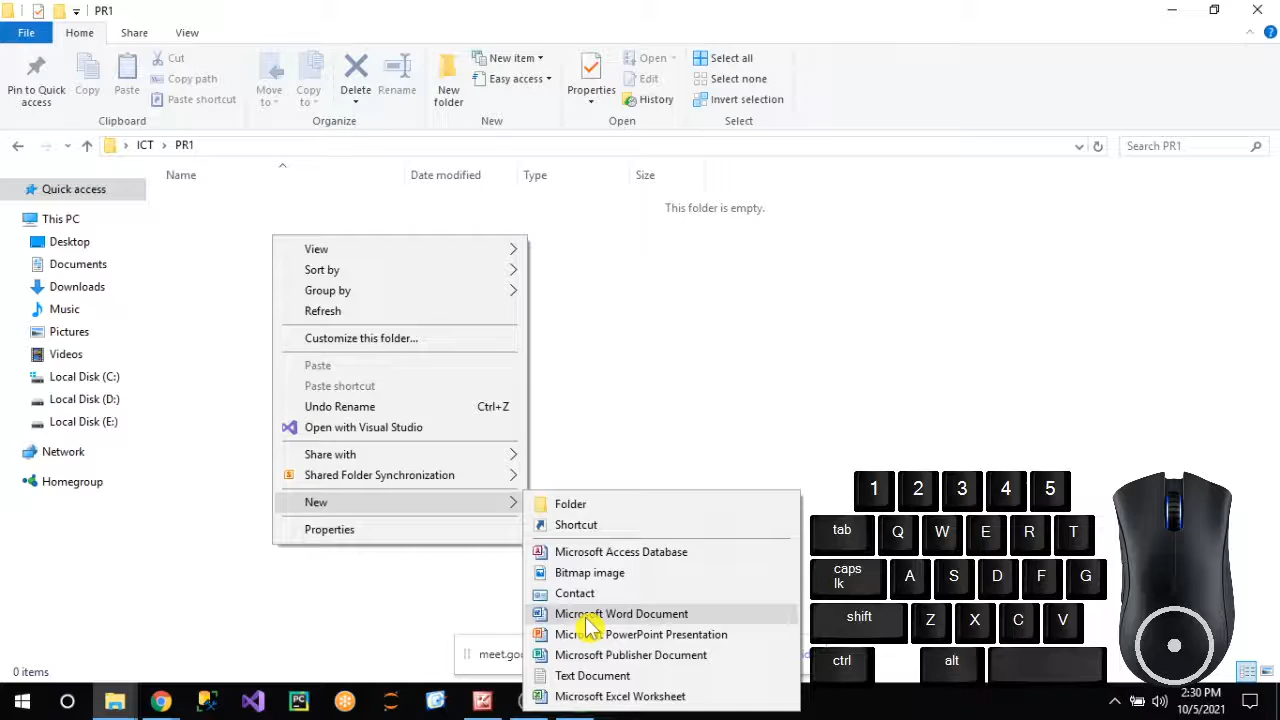 PR1
File
Home
Share
View
Pin to Quick access
Copy
Paste
Cut
Copy path
Paste shortcut
Clipboard
Move to
Copy to
Delete
Rename
Organize
New folder
New item
Easy access
New
Properties
Open
Edit
History
Open
Select all
Select none
Invert selection
Select
ICT
PR1
Search PR1
Name
Date modified
Type
Size
This folder is empty.
Quick access
This PC
Desktop
Documents
Downloads
Music
Pictures
Videos
Local Disk (C:)
Local Disk (D:)
Local Disk (E:)
Network
Homegroup
View
Sort by
Group by
Refresh
Customize this folder...
Paste
Paste shortcut
Undo Rename Ctrl+Z
Open with Visual Studio
Share with
Shared Folder Synchronization
New
Properties
Folder
Shortcut
Microsoft Access Database
Bitmap image
Contact
Microsoft Word Document
PowerPoint Presentation
Microsoft Publisher Document
Text Document
Microsoft Excel Worksheet
1 2 3 4 5
tab Q W E R T
caps lk A S D F G
shift Z X C V
ctrl alt
0 items
2:30 PM
10/5/2021